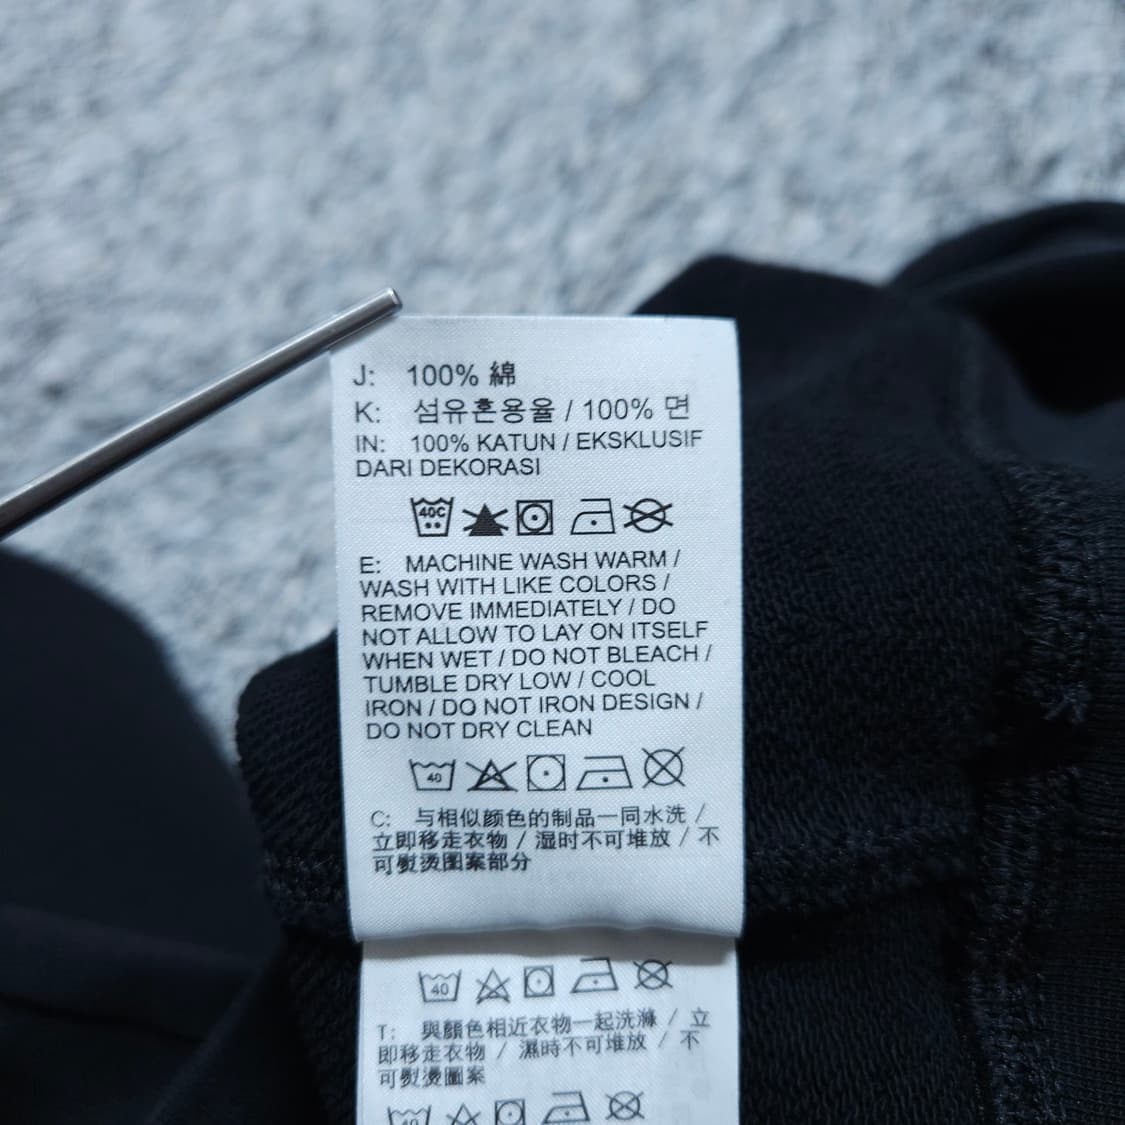 J: 100% 綿
K: 섬유혼용율 / 100% 면
IN: 100% KATUN / EKSKLUSIF
DARI DEKORASI
40C
E: MACHINE WASH WARM /
WASH WITH LIKE COLORS /
REMOVE IMMEDIATELY / DO
NOT ALLOW TO LAY ON ITSELF
WHEN WET / DO NOT BLEACH /
TUMBLE DRY LOW / COOL
IRON / DO NOT IRON DESIGN /
DO NOT DRY CLEAN
40
C: 与相似颜色的制品一同水洗 /
立即移走衣物 / 湿时不可堆放 / 不
可熨烫图案部分
40
T: 與顏色相近衣物一起洗滌 / 立
即移走衣物 / 濕時不可堆放 / 不
可熨燙圖案
40